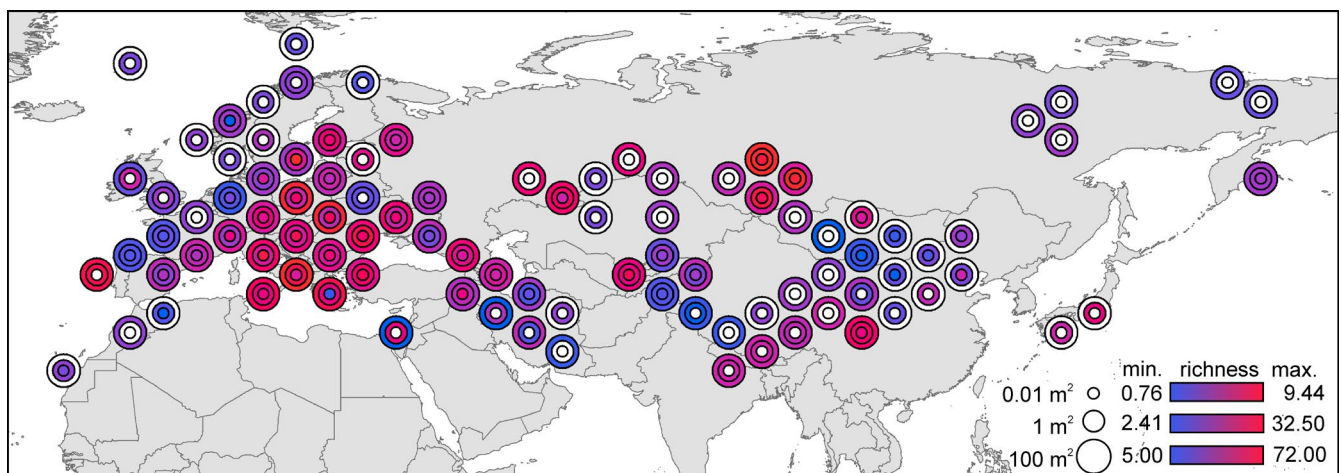 min. richness max.
0.01 m² 0.76 9.44
1 m² 2.41 32.50
100 m² 5.00 72.00